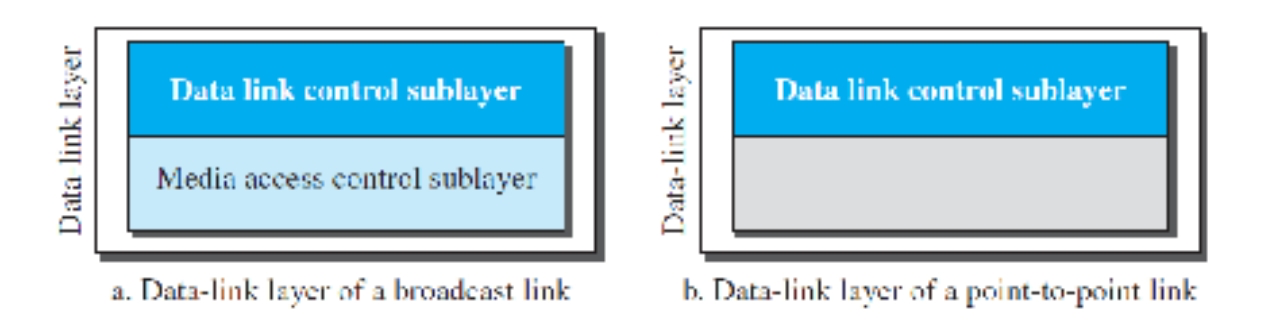 Data link layer
Data link control sublayer
Media access control sublayer
a. Data-link layer of a broadcast link
Data-link layer
Data link control sublayer
b. Data-link layer of a point-to-point link